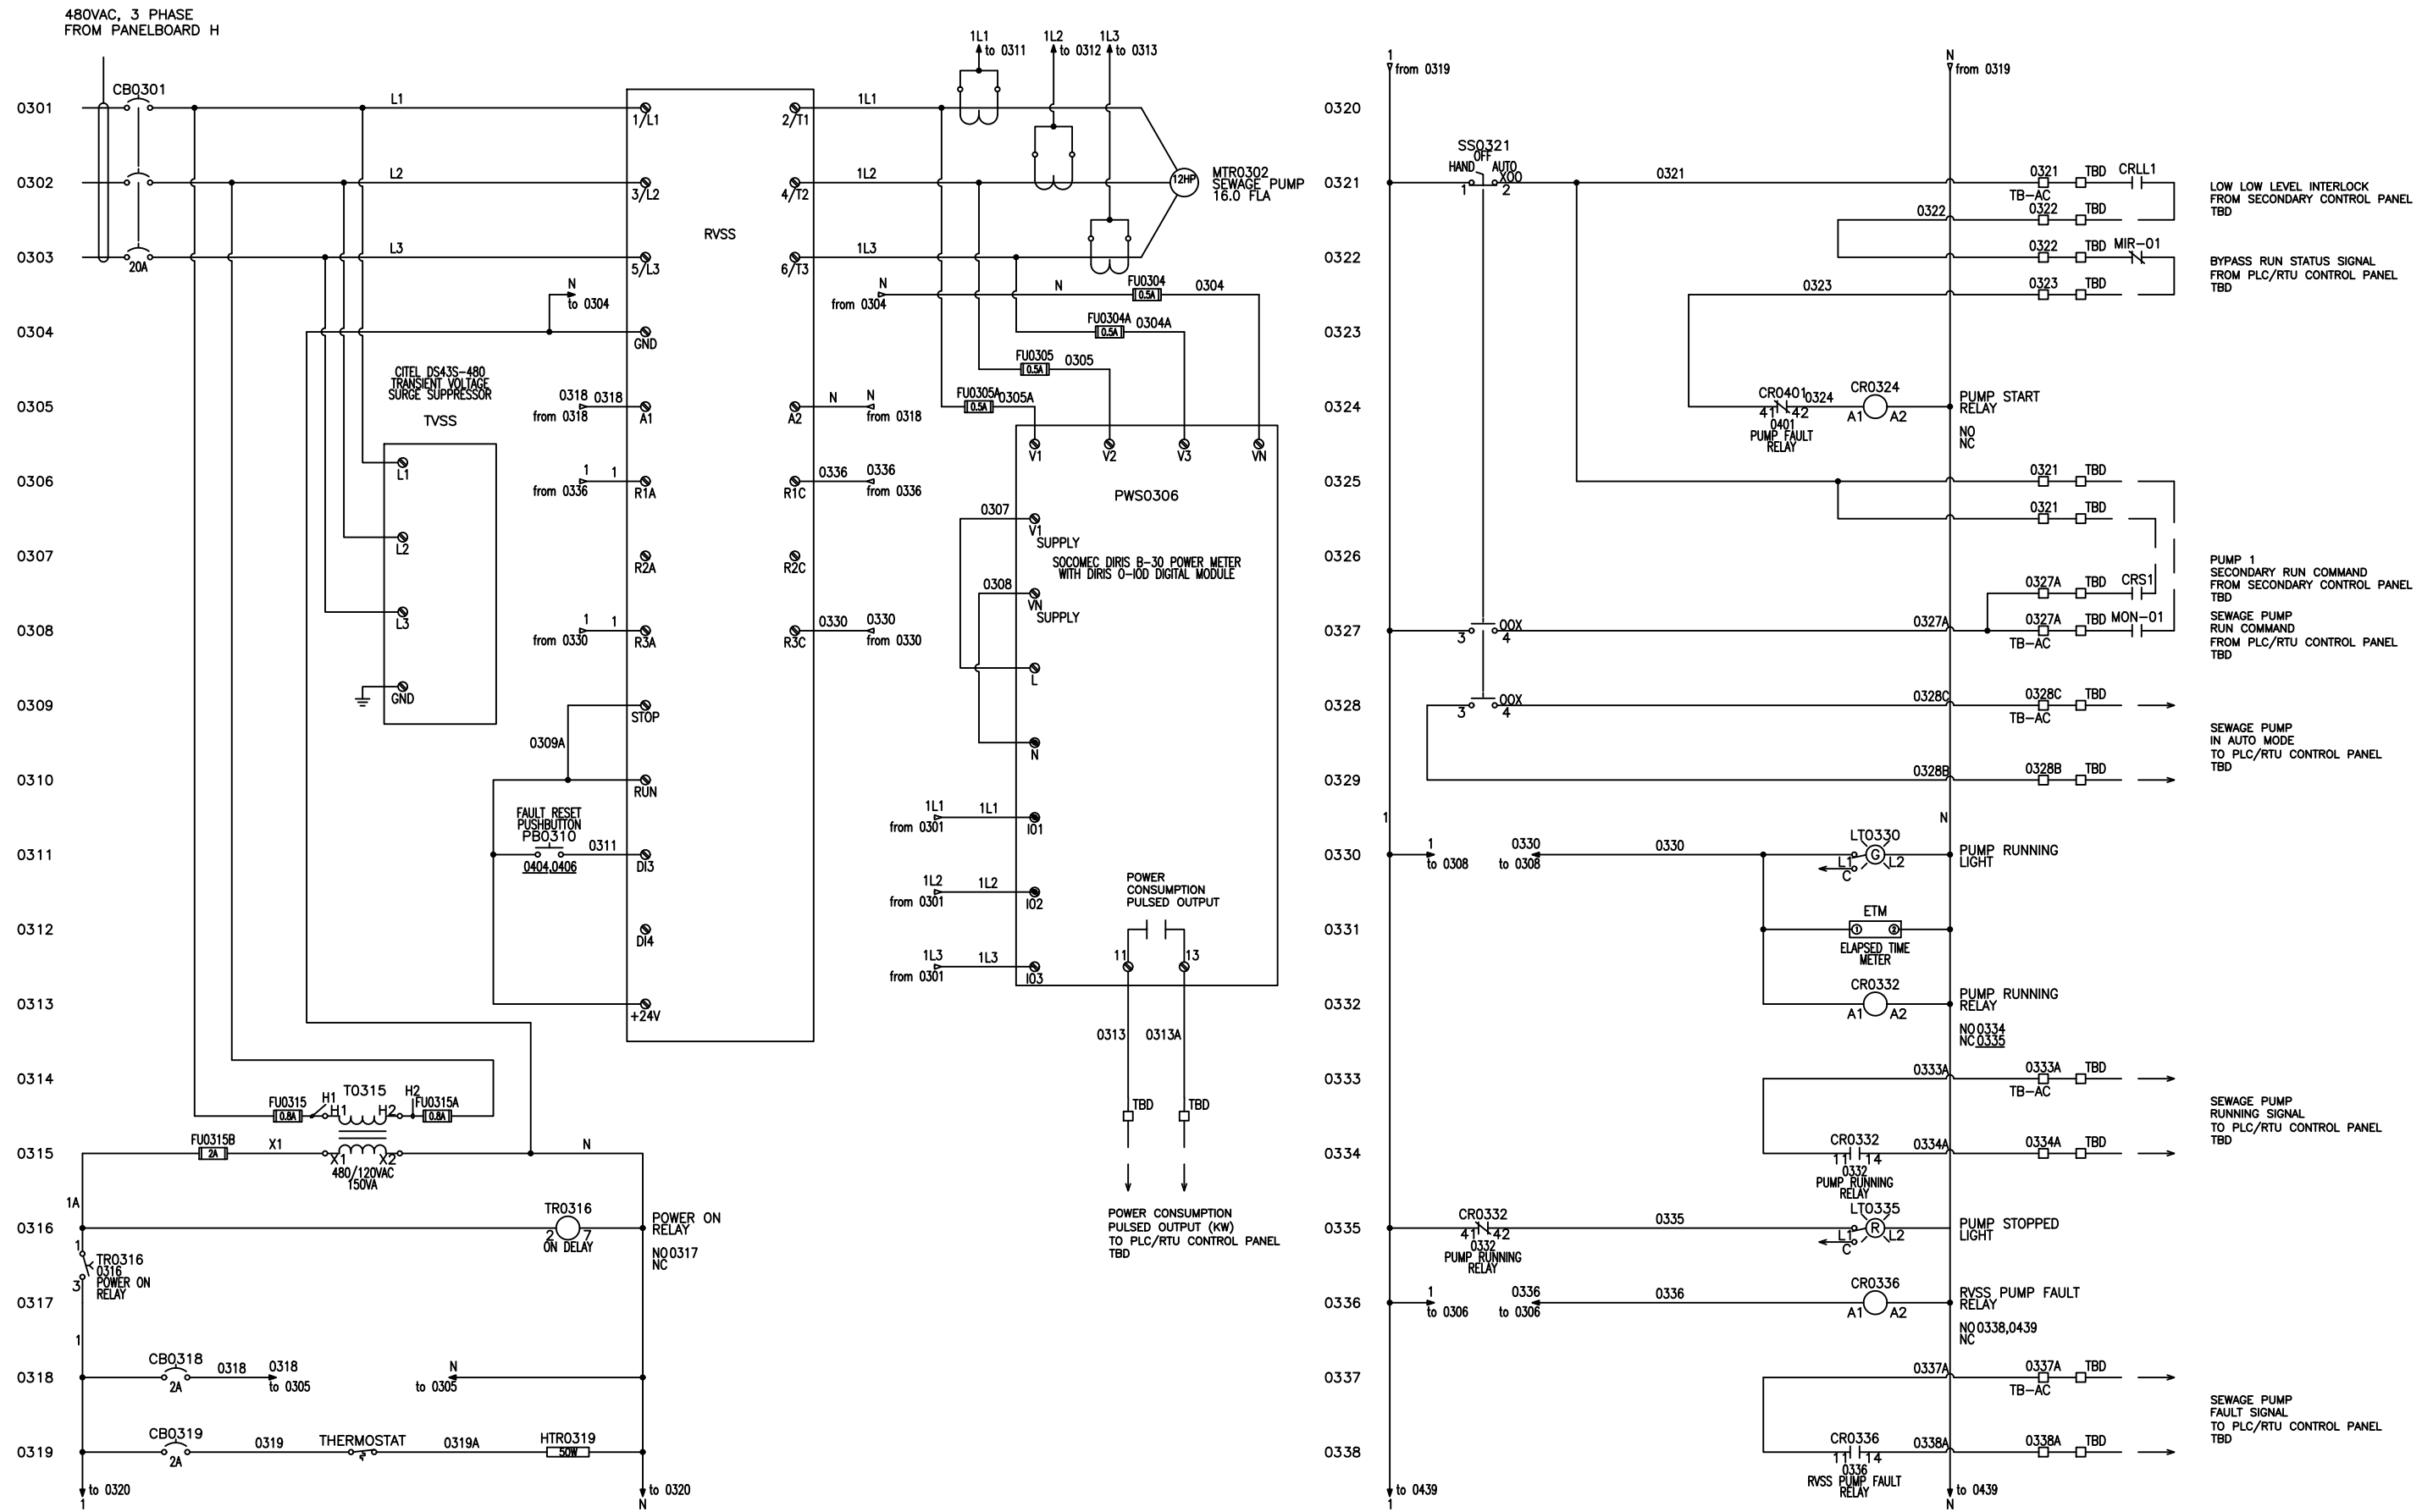 480VAC, 3 PHASE
FROM PANELBOARD H
0301
0302
0303
0304
0305
0306
0307
0308
0309
0310
0311
0312
0313
0314
0315
0316
0317
0318
0319
CB0301
20A
L1
L2
L3
N
to 0304
CITEL DS43S-480
TRANSIENT VOLTAGE
SURGE SUPPRESSOR
TVSS
L1
L2
L3
GND
0318 0318
from 0318
1 1
from 0336
1 1
from 0330
0309A
FAULT RESET
PUSHBUTTON
PB0310
0311
0404,0406
RVSS
1/L1
3/L2
5/L3
GND
A1
R1A
R2A
R3A
STOP
RUN
DI3
DI4
+24V
2/T1
4/T2
6/T3
A2
R1C
R2C
R3C
1L1
1L2
1L3
N N
from 0318
0336 0336
from 0336
0330 0330
from 0330
1L1
to 0311
1L2
to 0312
1L3
to 0313
12HP
MTR0302
SEWAGE PUMP
16.0 FLA
N
from 0304
N
FU0304
0.5A
0304
FU0304A
0.5A
0304A
FU0305
0.5A
0305
FU0305A
0.5A
0305A
V1
V2
V3
VN
PWS0306
0307
V1
SUPPLY
SOCOMEC DIRIS B-30 POWER METER
WITH DIRIS O-IOD DIGITAL MODULE
0308
VN
SUPPLY
L
N
1L1 1L1
from 0301
IO1
1L2 1L2
from 0301
IO2
1L3 1L3
from 0301
IO3
POWER
CONSUMPTION
PULSED OUTPUT
11 13
0313 0313A
TBD TBD
POWER CONSUMPTION
PULSED OUTPUT (KW)
TO PLC/RTU CONTROL PANEL
TBD
FU0315
0.8A
H1
H1
T0315
H2
H2
FU0315A
0.8A
FU0315B
2A
X1
X1 X2
480/120VAC
150VA
N
1A
TR0316
2 7
ON DELAY
POWER ON
RELAY
NO 0317
NC
1
TR0316
0316
POWER ON
RELAY
3
1
CB0318
2A
0318
0318
to 0305
N
to 0305
CB0319
2A
0319
THERMOSTAT
0319A
HTR0319
50W
to 0320
1
to 0320
N
1
from 0319
N
from 0319
0320
0321
0322
0323
0324
0325
0326
0327
0328
0329
0330
0331
0332
0333
0334
0335
0336
0337
0338
SS0321
OFF
HAND AUTO
XOO
1 2
0321
0321 TBD CRLL1
TB-AC
0322
0322 TBD
LOW LOW LEVEL INTERLOCK
FROM SECONDARY CONTROL PANEL
TBD
0322 TBD MIR-01
0323
0323 TBD
BYPASS RUN STATUS SIGNAL
FROM PLC/RTU CONTROL PANEL
TBD
CR0401
41 42
0401
PUMP FAULT
RELAY
0324
CR0324
A1 A2
PUMP START
RELAY
NO
NC
0321 TBD
0321 TBD
0327A TBD CRS1
PUMP 1
SECONDARY RUN COMMAND
FROM SECONDARY CONTROL PANEL
TBD
OOX
3 4
0327A
0327A TBD MON-01
TB-AC
SEWAGE PUMP
RUN COMMAND
FROM PLC/RTU CONTROL PANEL
TBD
OOX
3 4
0328C
0328C TBD
TB-AC
SEWAGE PUMP
IN AUTO MODE
TO PLC/RTU CONTROL PANEL
TBD
0328B
0328B TBD
1
N
1
to 0308
0330
to 0308
0330
LT0330
G
L1 L2
C
PUMP RUNNING
LIGHT
ETM
1 2
ELAPSED TIME
METER
CR0332
A1 A2
PUMP RUNNING
RELAY
NO 0334
NC 0335
0333A
0333A TBD
TB-AC
SEWAGE PUMP
RUNNING SIGNAL
TO PLC/RTU CONTROL PANEL
TBD
CR0332
11 14
0332
PUMP RUNNING
RELAY
0334A
0334A TBD
CR0332
41 42
0332
PUMP RUNNING
RELAY
0335
LT0335
R
L1 L2
C
PUMP STOPPED
LIGHT
1
to 0306
0336
to 0306
0336
CR0336
A1 A2
RVSS PUMP FAULT
RELAY
NO 0338,0439
NC
0337A
0337A TBD
TB-AC
SEWAGE PUMP
FAULT SIGNAL
TO PLC/RTU CONTROL PANEL
TBD
CR0336
11 14
0336
RVSS PUMP FAULT
RELAY
0338A
0338A TBD
to 0439
1
to 0439
N